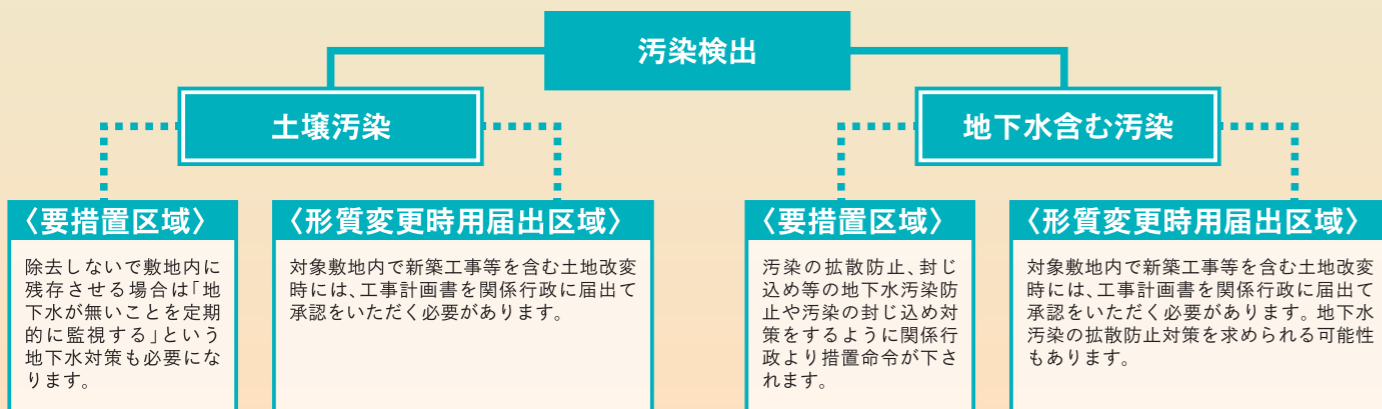 汚染検出
土壌汚染
地下水含む汚染
〈要措置区域〉
除去しないで敷地内に
残存させる場合は「地
下水が無いことを定期
的に監視する」という
地下水対策も必要にな
ります。
〈形質変更時用届出区域〉
対象敷地内で新築工事等を含む土地改変
時には、工事計画書を関係行政に届出て
承認をいただく必要があります。
〈要措置区域〉
汚染の拡散防止、封じ
込め等の地下水汚染防
止や汚染の封じ込め対
策をするように関係行
政より措置命令が下さ
れます。
〈形質変更時用届出区域〉
対象敷地内で新築工事等を含む土地改変
時には、工事計画書を関係行政に届出て
承認をいただく必要があります。地下水
汚染の拡散防止対策を求められる可能性
もあります。